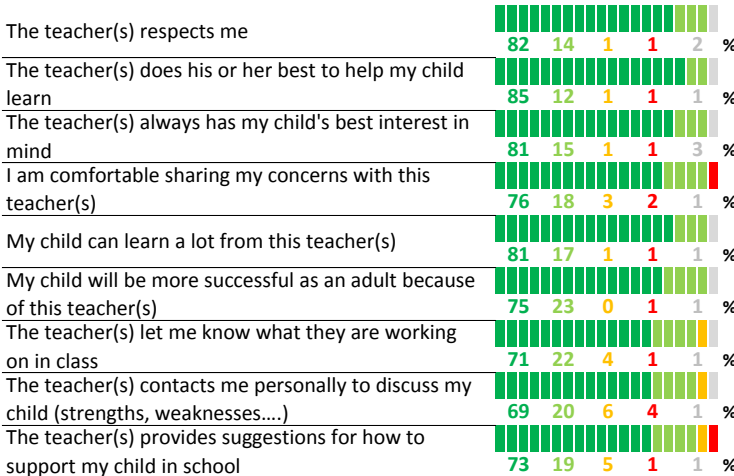 The teacher(s) respects me
82 14 1 1 2 %
The teacher(s) does his or her best to help my child
learn
85 12 1 1 1 %
The teacher(s) always has my child's best interest in
mind
81 15 1 1 3 %
I am comfortable sharing my concerns with this
teacher(s)
76 18 3 2 1 %
My child can learn a lot from this teacher(s)
81 17 1 1 1 %
My child will be more successful as an adult because
of this teacher(s)
75 23 0 1 1 %
The teacher(s) let me know what they are working
on in class
71 22 4 1 1 %
The teacher(s) contacts me personally to discuss my
child (strengths, weaknesses....)
69 20 6 4 1 %
The teacher(s) provides suggestions for how to
support my child in school
73 19 5 1 1 %